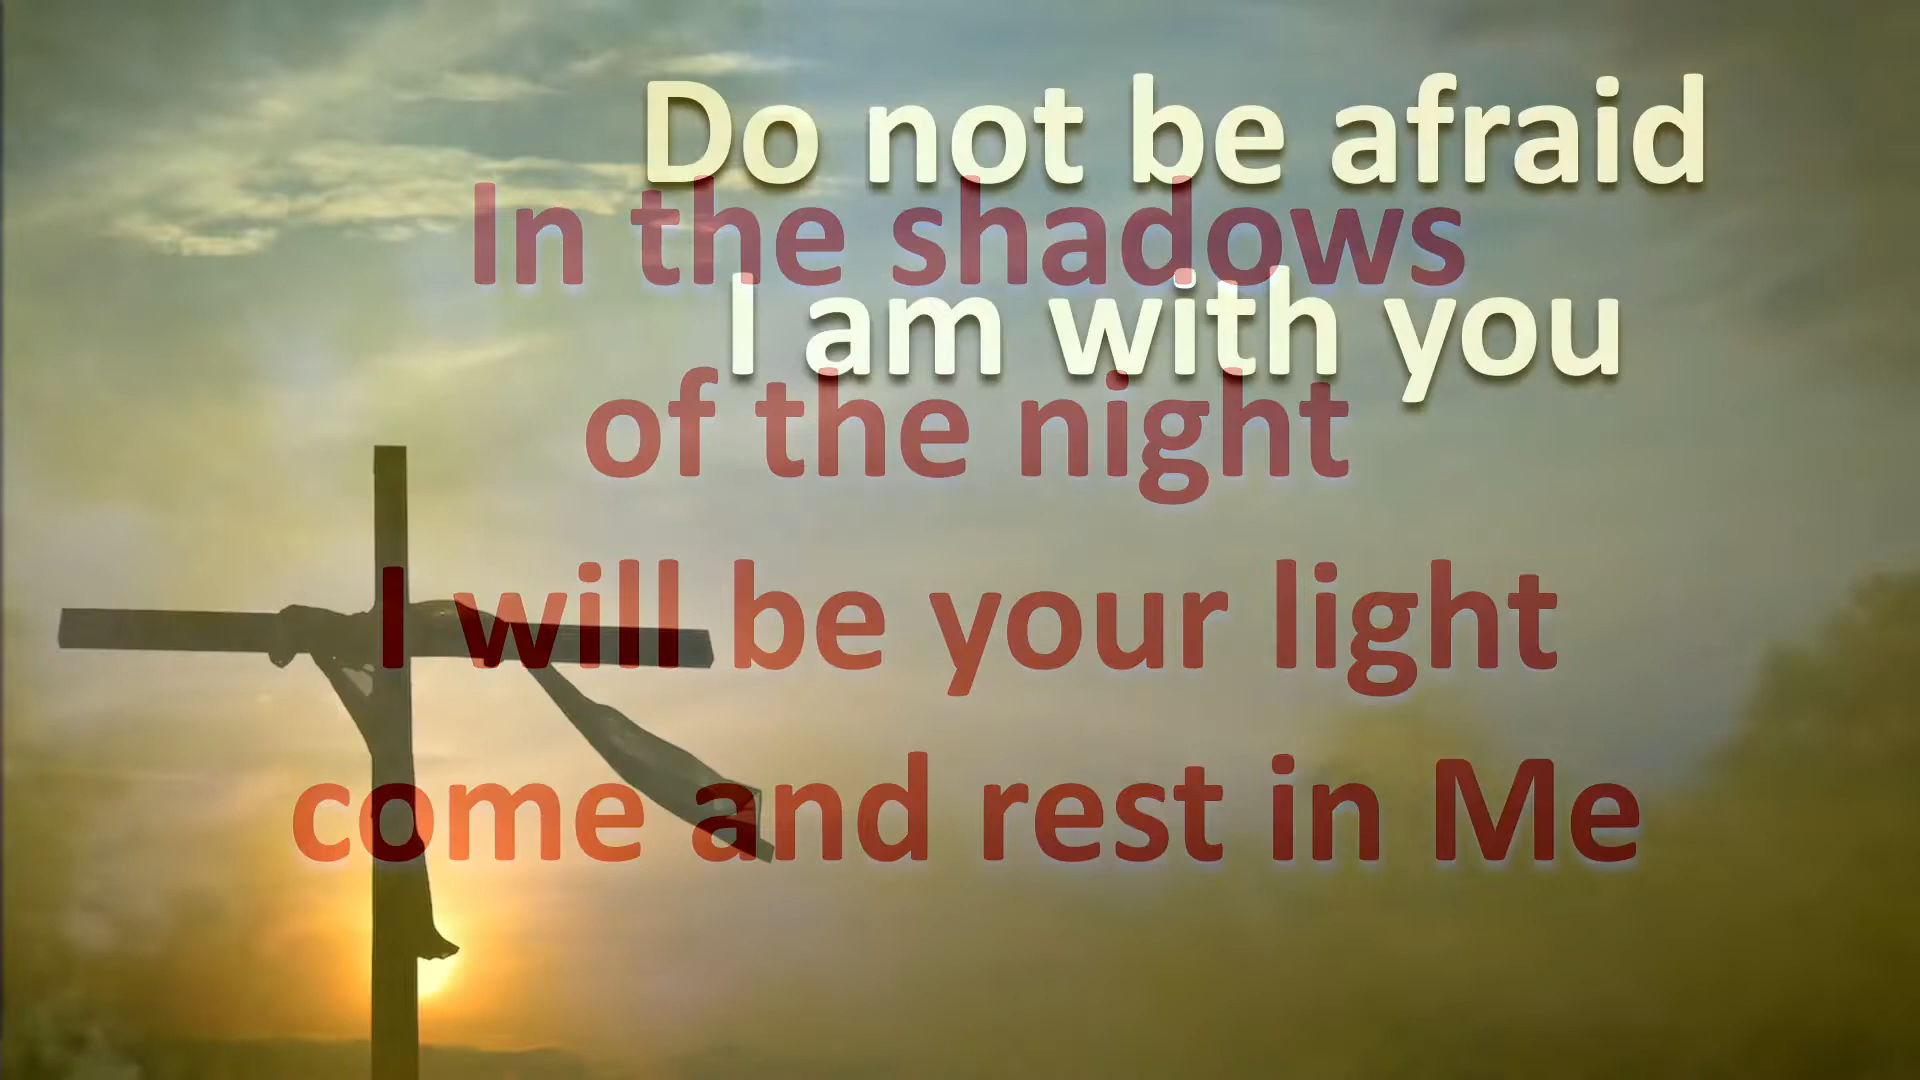 Do not be afraid
In the shadows
I am with you
of the night
I will be your light
come and rest in Me